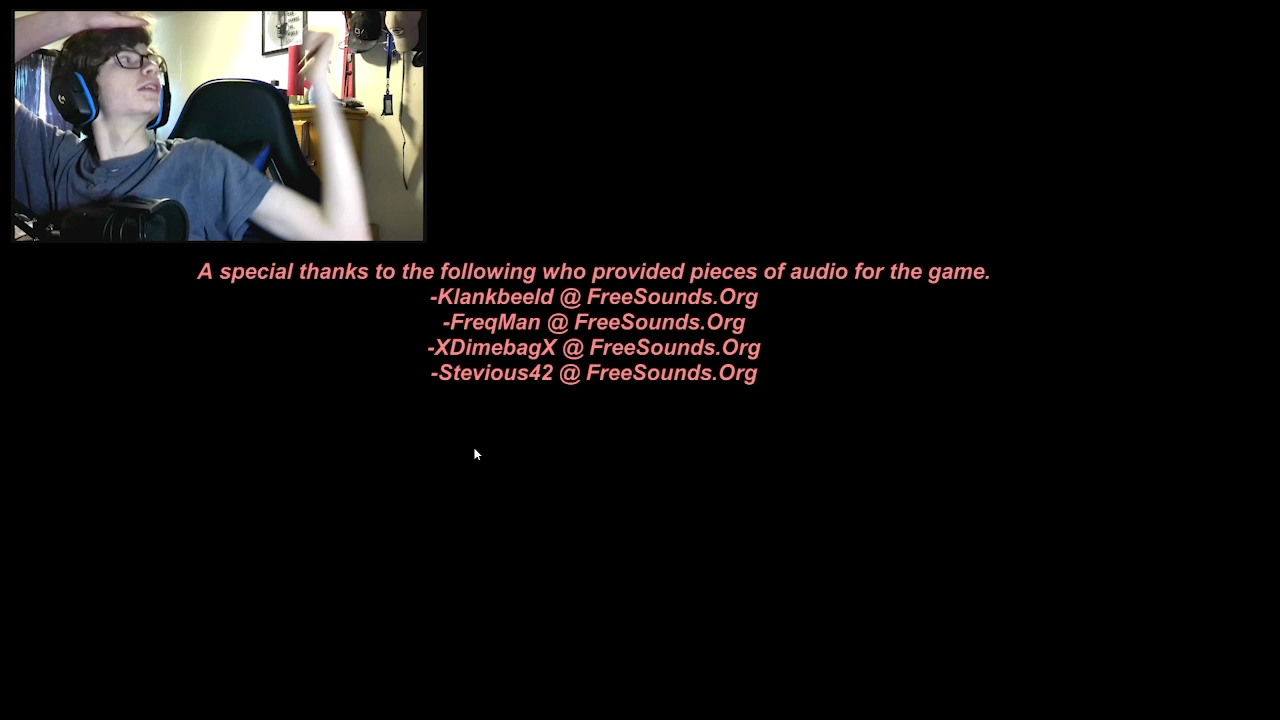 A special thanks to the following who provided pieces of audio for the game.
-Klankbeeld @ FreeSounds.Org
-FreqMan @ FreeSounds.Org
-XDimebagX @ FreeSounds.Org
-Stevious42 @ FreeSounds.Org